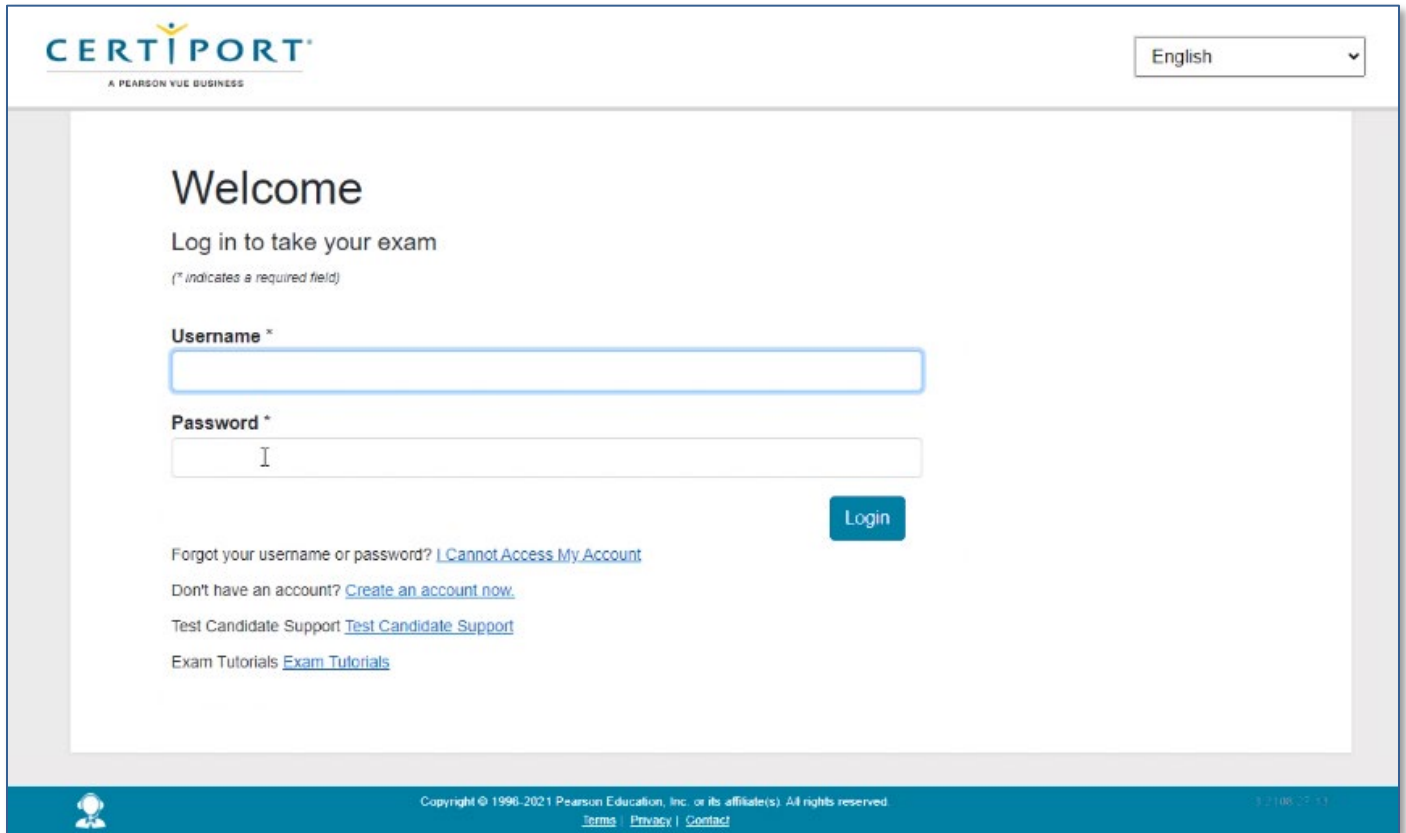 CERTIPORT
A PEARSON VUE BUSINESS
English
Welcome
Log in to take your exam
(* indicates a required field)
Username *
Password *
Login
Forgot your username or password? I Cannot Access My Account
Don't have an account? Create an account now.
Test Candidate Support Test Candidate Support
Exam Tutorials Exam Tutorials
Copyright © 1996-2021 Pearson Education, Inc. or its affiliate(s). All rights reserved.
Terms | Privacy | Contact